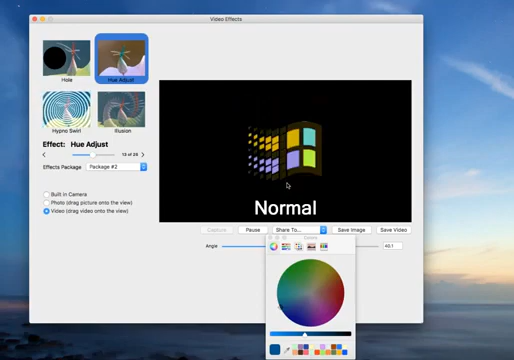 Video Effects
Hole
Hue Adjust
Hypno Swirl
Illusion
Effect: Hue Adjust
13 of 25
Effects Package
Package #2
Built in Camera
Photo (drag picture onto the view)
Video (drag video onto the view)
Normal
Capture
Pause
Share To...
Save Image
Save Video
Angle
40.1
Colors